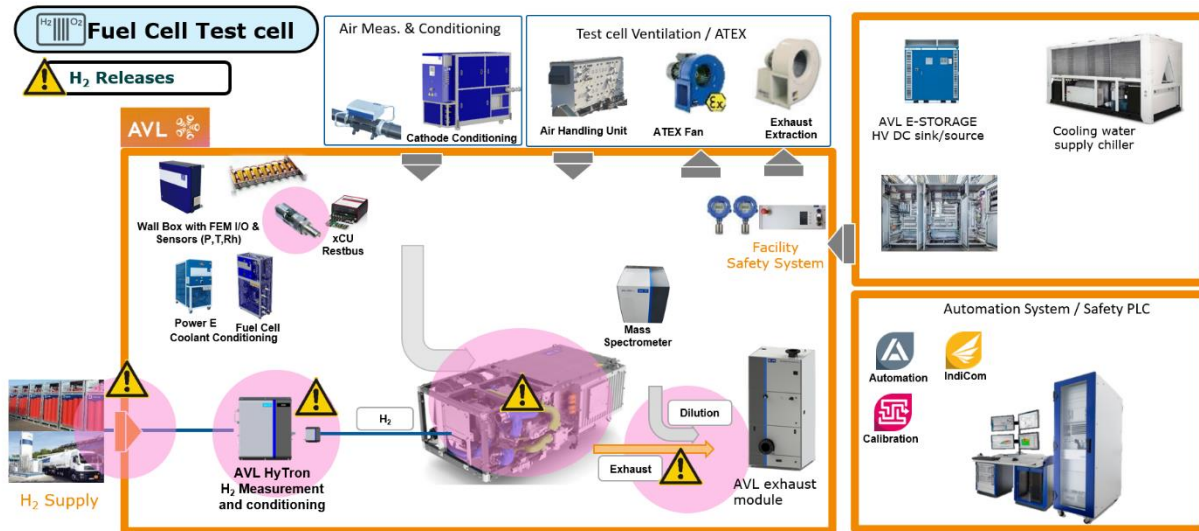 H₂ O₂
Fuel Cell Test cell
H₂ Releases
AVL
Air Meas. & Conditioning
Cathode Conditioning
Test cell Ventilation / ATEX
Air Handling Unit
ATEX Fan
Ex
Exhaust
Extraction
AVL E-STORAGE
HV DC sink/source
Cooling water
supply chiller
Wall Box with FEM I/O &
Sensors (P,T,Rh)
xCU
Restbus
Power E
Fuel Cell
Coolant Conditioning
Facility
Safety System
Mass
Spectrometer
H₂ Supply
AVL HyTron
H₂ Measurement
and conditioning
H₂
Dilution
Exhaust
AVL exhaust
module
Automation System / Safety PLC
Automation
IndiCom
Calibration